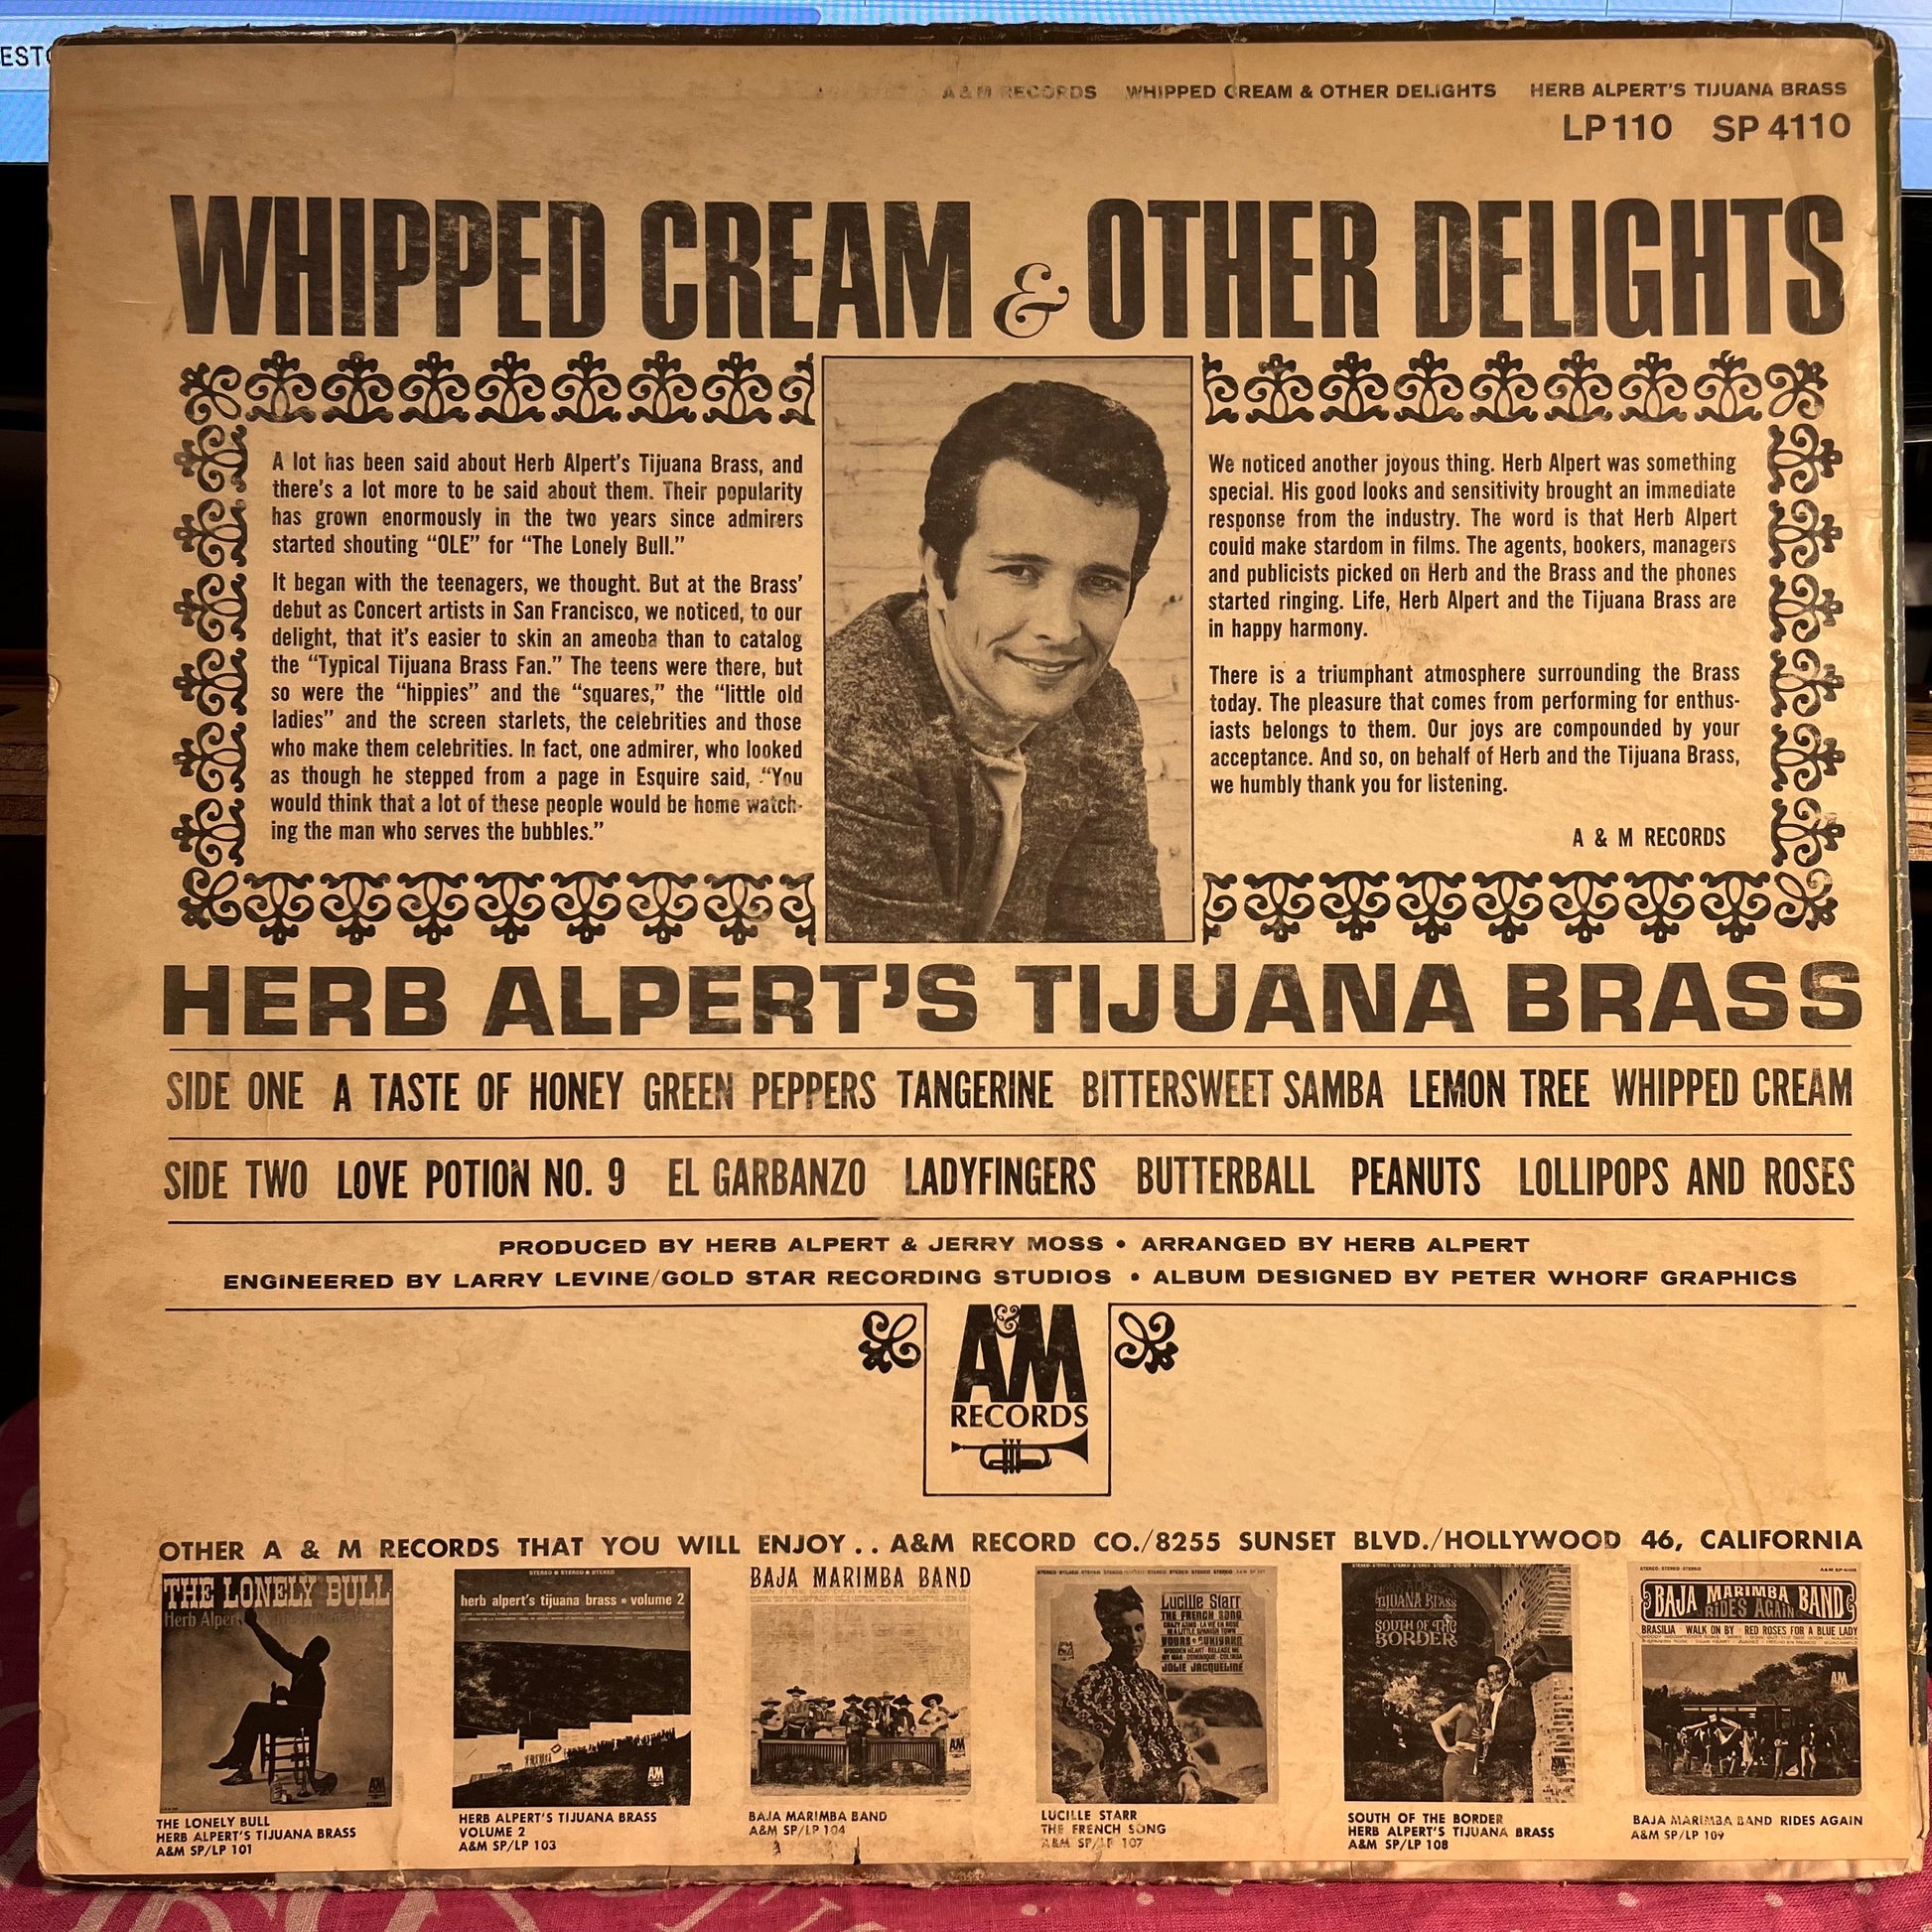 A&M RECORDS WHIPPED CREAM & OTHER DELIGHTS HERB ALPERT'S TIJUANA BRASS
LP 110 SP 4110
WHIPPED CREAM & OTHER DELIGHTS
A lot has been said about Herb Alpert's Tijuana Brass, and
there's a lot more to be said about them. Their popularity
has grown enormously in the two years since admirers
started shouting “OLE” for “The Lonely Bull.”
It began with the teenagers, we thought. But at the Brass'
debut as Concert artists in San Francisco, we noticed, to our
delight, that it's easier to skin an ameoba than to catalog
the “Typical Tijuana Brass Fan.” The teens were there, but
so were the “hippies” and the “squares,” the “little old
ladies” and the screen starlets, the celebrities and those
who make them celebrities. In fact, one admirer, who looked
as though he stepped from a page in Esquire said, “You
would think that a lot of these people would be home watch-
ing the man who serves the bubbles.”
We noticed another joyous thing. Herb Alpert was something
special. His good looks and sensitivity brought an immediate
response from the industry. The word is that Herb Alpert
could make stardom in films. The agents, bookers, managers
and publicists picked on Herb and the Brass and the phones
started ringing. Life, Herb Alpert and the Tijuana Brass are
in happy harmony.
There is a triumphant atmosphere surrounding the Brass
today. The pleasure that comes from performing for enthus-
iasts belongs to them. Our joys are compounded by your
acceptance. And so, on behalf of Herb and the Tijuana Brass,
we humbly thank you for listening.
A & M RECORDS
HERB ALPERT'S TIJUANA BRASS
SIDE ONE A TASTE OF HONEY GREEN PEPPERS TANGERINE BITTERSWEET SAMBA LEMON TREE WHIPPED CREAM
SIDE TWO LOVE POTION NO. 9 EL GARBANZO LADYFINGERS BUTTERBALL PEANUTS LOLLIPOPS AND ROSES
PRODUCED BY HERB ALPERT & JERRY MOSS • ARRANGED BY HERB ALPERT
ENGINEERED BY LARRY LEVINE/GOLD STAR RECORDING STUDIOS • ALBUM DESIGNED BY PETER WHORF GRAPHICS
A&M
RECORDS
OTHER A & M RECORDS THAT YOU WILL ENJOY . . A&M RECORD CO./8255 SUNSET BLVD./HOLLYWOOD 46, CALIFORNIA
THE LONELY BULL
Herb Alpert
A&M
THE LONELY BULL
HERB ALPERT'S TIJUANA BRASS
A&M SP/LP 101
STEREO STEREO STEREO
herb alpert's tijuana brass • volume 2
A&M
HERB ALPERT'S TIJUANA BRASS
VOLUME 2
A&M SP/LP 103
BAJA MARIMBA BAND
A&M
BAJA MARIMBA BAND
A&M SP/LP 104
Lucille Starr
THE FRENCH SONG
YOURS • CUKIERKO
JOLIE JACQUELINE
LUCILLE STARR
THE FRENCH SONG
A&M SP/LP 107
TIJUANA BRASS
SOUTH OF THE
BORDER
SOUTH OF THE BORDER
HERB ALPERT'S TIJUANA BRASS
A&M SP/LP 108
BAJA MARIMBA BAND
RIDES AGAIN
BRASILIA · WALK ON BY · RED ROSES FOR A BLUE LADY
A&M
BAJA MARIMBA BAND RIDES AGAIN
A&M SP/LP 109